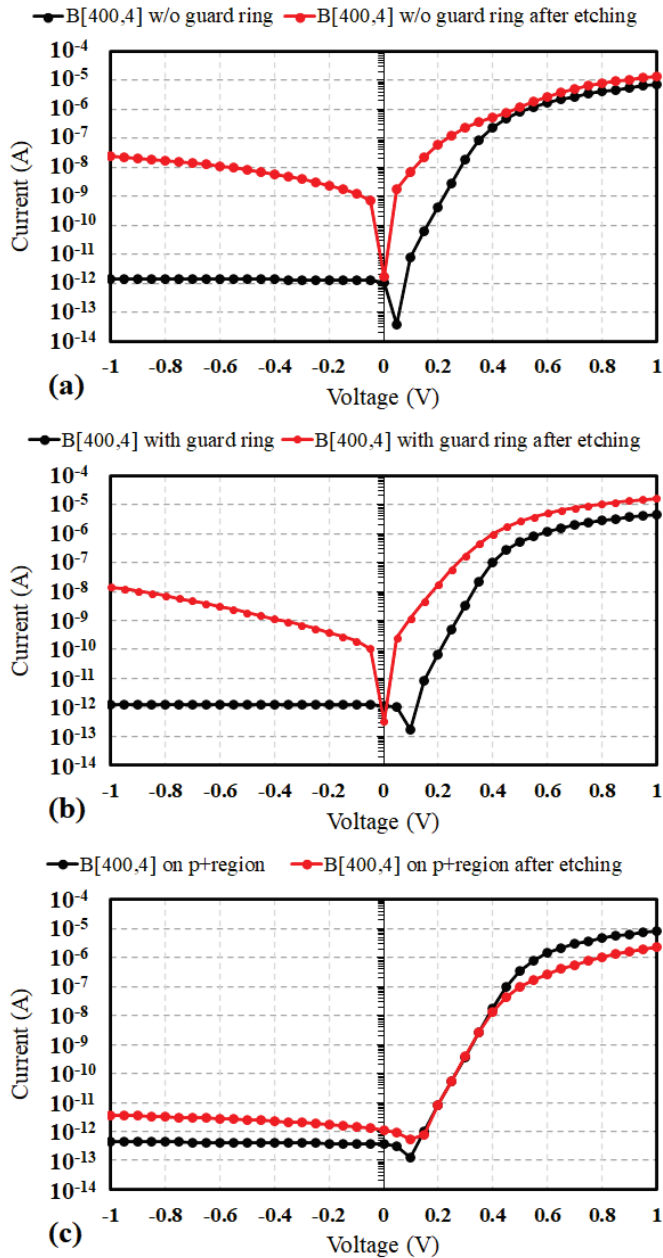 B[400,4] w/o guard ring B[400,4] w/o guard ring after etching
10-4
10-5
10-6
10-7
10-8
10-9
10-10
10-11
10-12
10-13
10-14
Current (A)
-1 -0.8 -0.6 -0.4 -0.2 0 0.2 0.4 0.6 0.8 1
(a) Voltage (V)
B[400,4] with guard ring B[400,4] with guard ring after etching
10-4
10-5
10-6
10-7
10-8
10-9
10-10
10-11
10-12
10-13
10-14
Current (A)
-1 -0.8 -0.6 -0.4 -0.2 0 0.2 0.4 0.6 0.8 1
(b) Voltage (V)
B[400,4] on p+region B[400,4] on p+region after etching
10-4
10-5
10-6
10-7
10-8
10-9
10-10
10-11
10-12
10-13
10-14
Current (A)
-1 -0.8 -0.6 -0.4 -0.2 0 0.2 0.4 0.6 0.8 1
(c) Voltage (V)